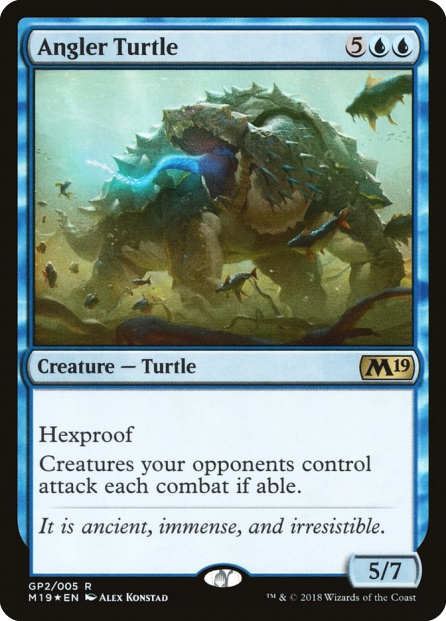 Angler Turtle 5
Creature — Turtle M19
Hexproof
Creatures your opponents control
attack each combat if able.
It is ancient, immense, and irresistible.
5/7
GP2/005 R
M19★EN Alex Konstad ™ & © 2018 Wizards of the Coast